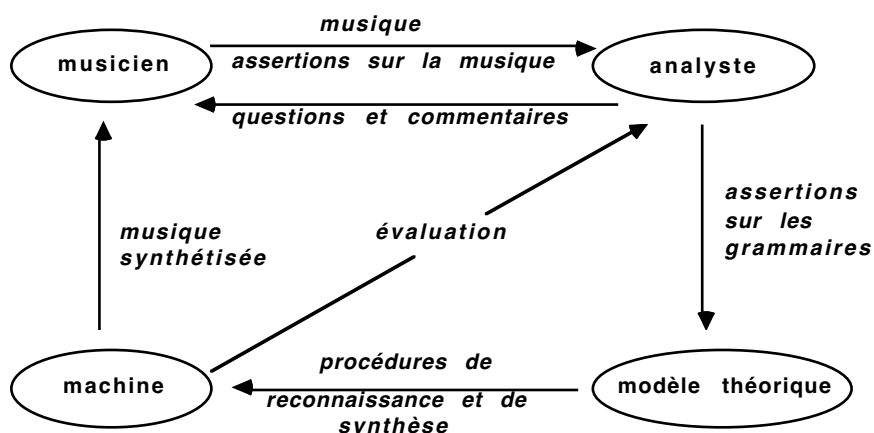 musique
musicien
assertions sur la musique
analyste
questions et commentaires
assertions
sur les
grammaires
musique
synthétisée
évaluation
procédures de
machine
reconnaissance et de
synthèse
modèle théorique